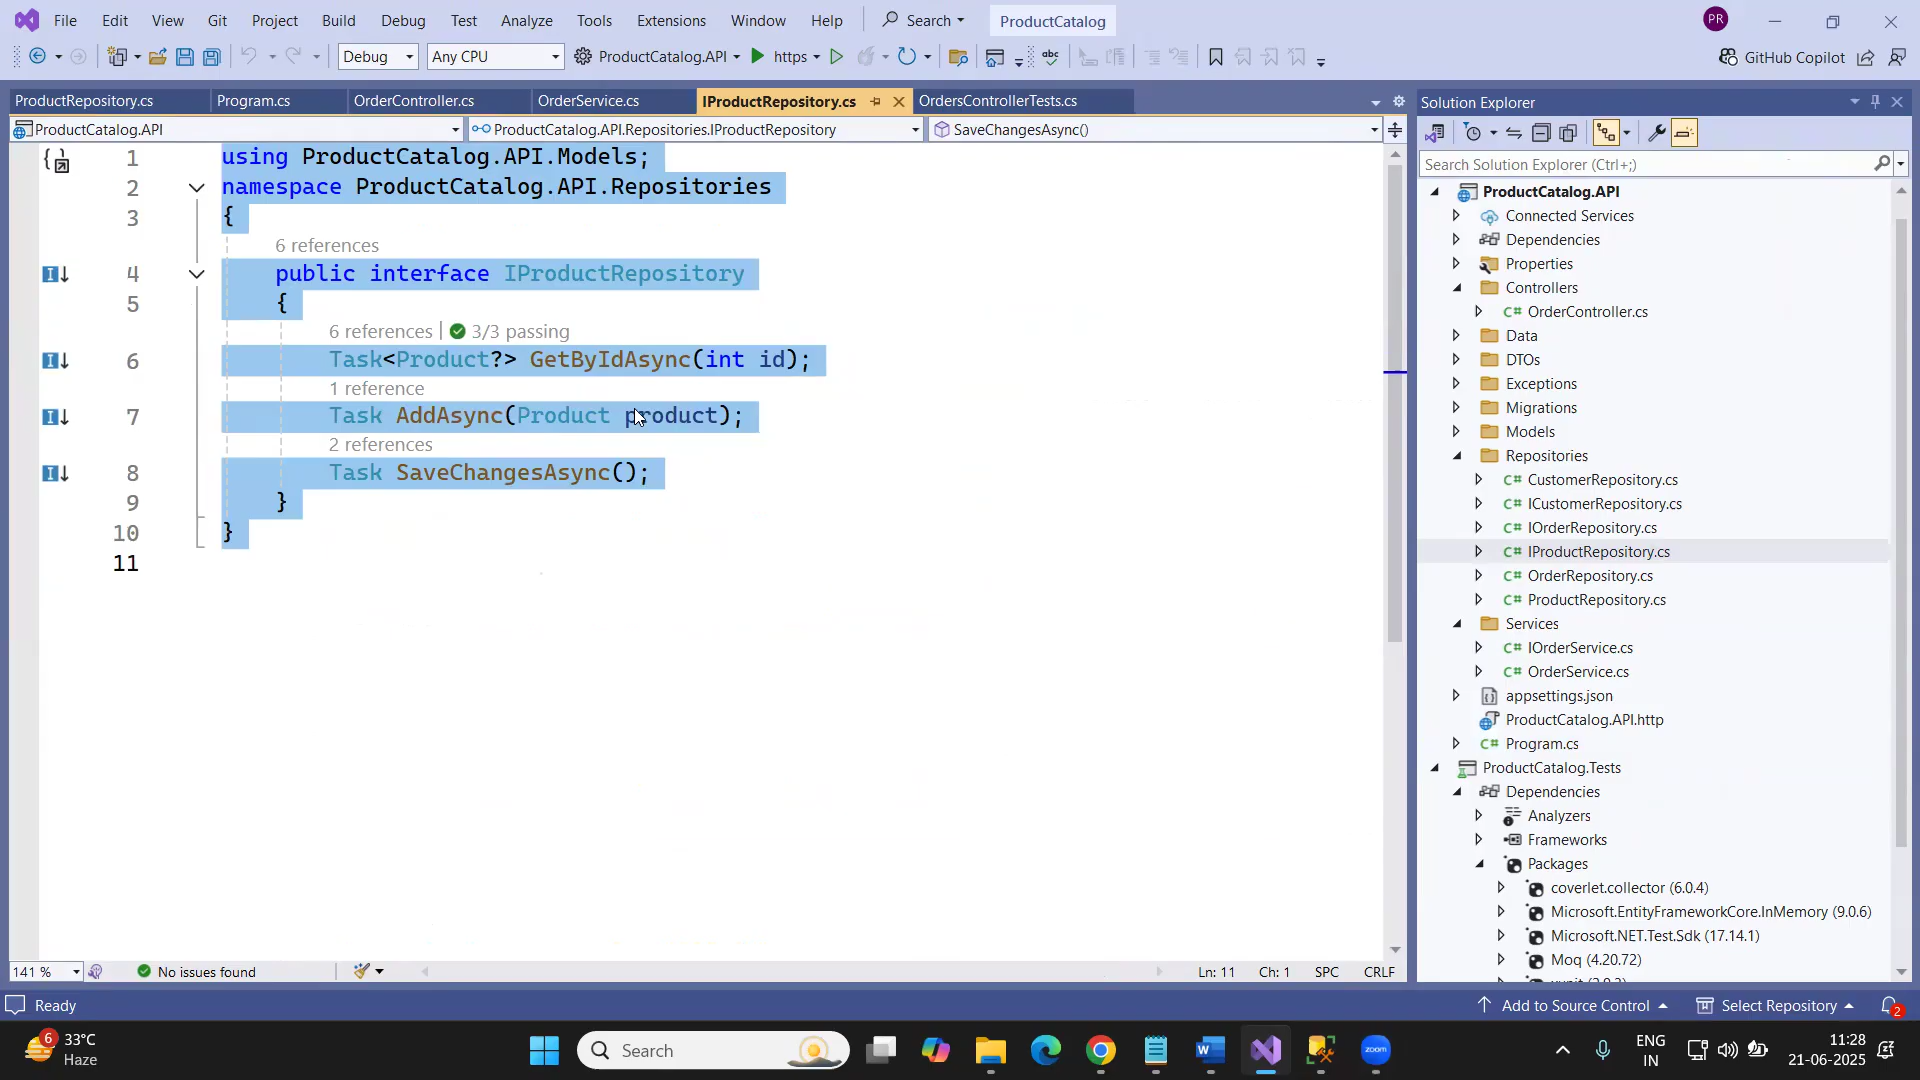 File Edit View Git Project Build Debug Test Analyze Tools Extensions Window Help Search ProductCatalog PR
Debug Any CPU ProductCatalog.API https GitHub Copilot
ProductRepository.cs Program.cs OrderController.cs OrderService.cs IProductRepository.cs OrdersControllerTests.cs
ProductCatalog.API ProductCatalog.API.Repositories.IProductRepository SaveChangesAsync()
1 using ProductCatalog.API.Models;
2 namespace ProductCatalog.API.Repositories
3 {
6 references
4 public interface IProductRepository
5 {
6 references | 3/3 passing
6 Task<Product?> GetByIdAsync(int id);
1 reference
7 Task AddAsync(Product product);
2 references
8 Task SaveChangesAsync();
9 }
10 }
11
141 % No issues found Ln: 11 Ch: 1 SPC CRLF
Solution Explorer
Search Solution Explorer (Ctrl+;)
ProductCatalog.API
Connected Services
Dependencies
Properties
Controllers
C# OrderController.cs
Data
DTOs
Exceptions
Migrations
Models
Repositories
C# CustomerRepository.cs
C# ICustomerRepository.cs
C# IOrderRepository.cs
C# IProductRepository.cs
C# OrderRepository.cs
C# ProductRepository.cs
Services
C# IOrderService.cs
C# OrderService.cs
appsettings.json
ProductCatalog.API.http
C# Program.cs
ProductCatalog.Tests
Dependencies
Analyzers
Frameworks
Packages
coverlet.collector (6.0.4)
Microsoft.EntityFrameworkCore.InMemory (9.0.6)
Microsoft.NET.Test.Sdk (17.14.1)
Moq (4.20.72)
Ready Add to Source Control Select Repository 2
6 33°C
Haze
Search
zoom
ENG
IN
11:28
21-06-2025